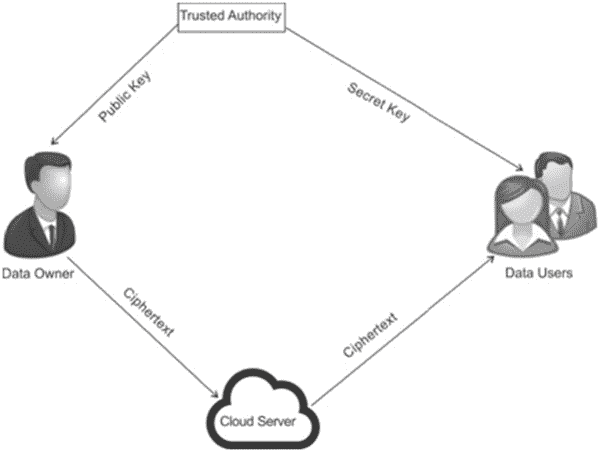 Trusted Authority
Public Key
Secret Key
Data Owner
Data Users
Ciphertext
Ciphertext
Cloud Server